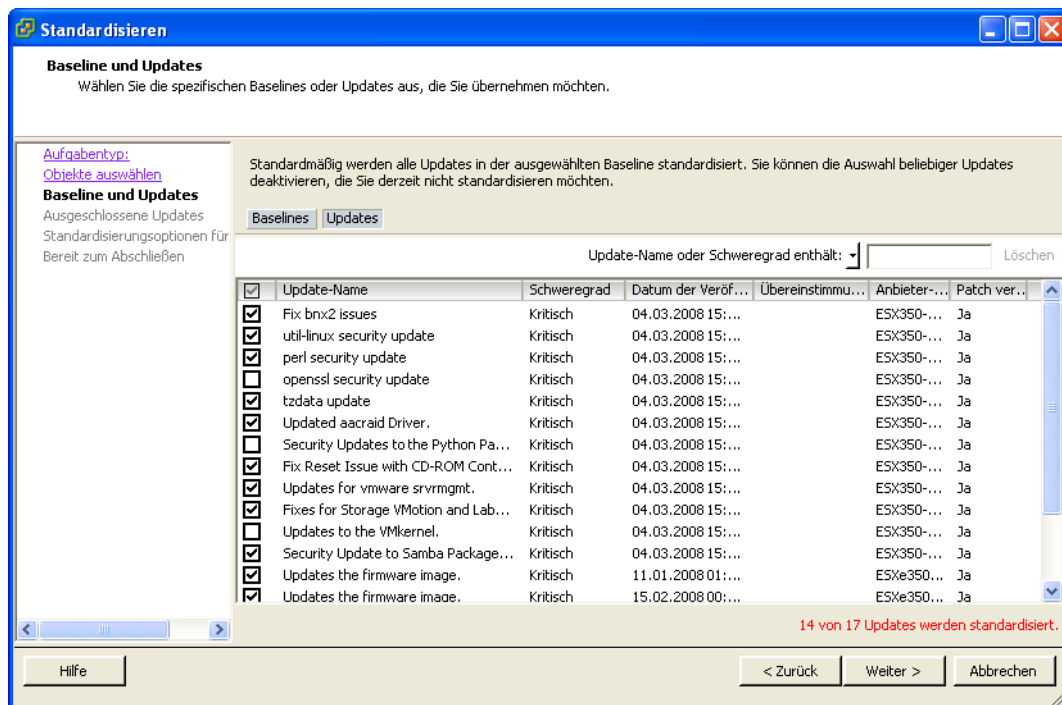 Standardisieren
Baseline und Updates
Wählen Sie die spezifischen Baselines oder Updates aus, die Sie übernehmen möchten.
Aufgabentyp:
Objekte auswählen
Baseline und Updates
Ausgeschlossene Updates
Standardisierungsoptionen für
Bereit zum Abschließen
Standardmäßig werden alle Updates in der ausgewählten Baseline standardisiert. Sie können die Auswahl beliebiger Updates
deaktivieren, die Sie derzeit nicht standardisieren möchten.
Baselines Updates
Update-Name oder Schweregrad enthält: Löschen
Update-Name Schweregrad Datum der Veröf... Übereinstimmu... Anbieter-... Patch ver...
Fix bnx2 issues Kritisch 04.03.2008 15:... ESX350-... Ja
util-linux security update Kritisch 04.03.2008 15:... ESX350-... Ja
perl security update Kritisch 04.03.2008 15:... ESX350-... Ja
openssl security update Kritisch 04.03.2008 15:... ESX350-... Ja
tzdata update Kritisch 04.03.2008 15:... ESX350-... Ja
Updated aacraid Driver. Kritisch 04.03.2008 15:... ESX350-... Ja
Security Updates to the Python Pa... Kritisch 04.03.2008 15:... ESX350-... Ja
Fix Reset Issue with CD-ROM Cont... Kritisch 04.03.2008 15:... ESX350-... Ja
Updates for vmware srvrmgmt. Kritisch 04.03.2008 15:... ESX350-... Ja
Fixes for Storage VMotion and Lab... Kritisch 04.03.2008 15:... ESX350-... Ja
Updates to the VMkernel. Kritisch 04.03.2008 15:... ESX350-... Ja
Security Update to Samba Package... Kritisch 04.03.2008 15:... ESX350-... Ja
Updates the firmware image. Kritisch 11.01.2008 01:... ESXe350... Ja
Updates the firmware image. Kritisch 15.02.2008 00:... ESXe350... Ja
14 von 17 Updates werden standardisiert.
Hilfe < Zurück Weiter > Abbrechen